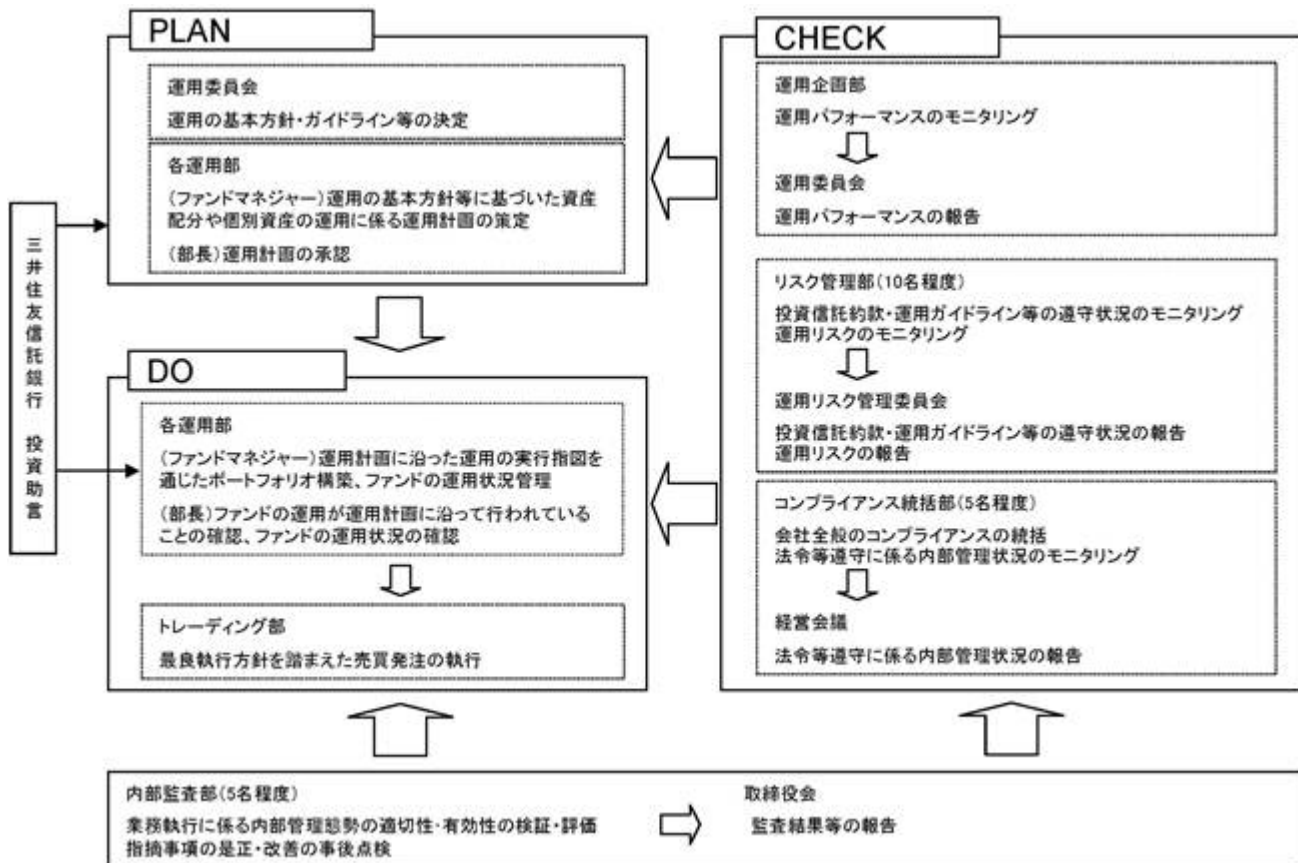 PLAN
運用委員会
運用の基本方針・ガイドライン等の決定
各運用部
(ファンドマネジャー)運用の基本方針等に基づいた資産
配分や個別資産の運用に係る運用計画の策定
(部長)運用計画の承認
三井住友信託銀行 投資助言
DO
各運用部
(ファンドマネジャー)運用計画に沿った運用の実行指図を
通じたポートフォリオ構築、ファンドの運用状況管理
(部長)ファンドの運用が運用計画に沿って行われている
ことの確認、ファンドの運用状況の確認
トレーディング部
最良執行方針を踏まえた売買発注の執行
CHECK
運用企画部
運用パフォーマンスのモニタリング
運用委員会
運用パフォーマンスの報告
リスク管理部(10名程度)
投資信託約款・運用ガイドライン等の遵守状況のモニタリング
運用リスクのモニタリング
運用リスク管理委員会
投資信託約款・運用ガイドライン等の遵守状況の報告
運用リスクの報告
コンプライアンス統括部(5名程度)
会社全般のコンプライアンスの統括
法令等遵守に係る内部管理状況のモニタリング
経営会議
法令等遵守に係る内部管理状況の報告
内部監査部(5名程度)
業務執行に係る内部管理態勢の適切性・有効性の検証・評価
指摘事項の是正・改善の事後点検
取締役会
監査結果等の報告